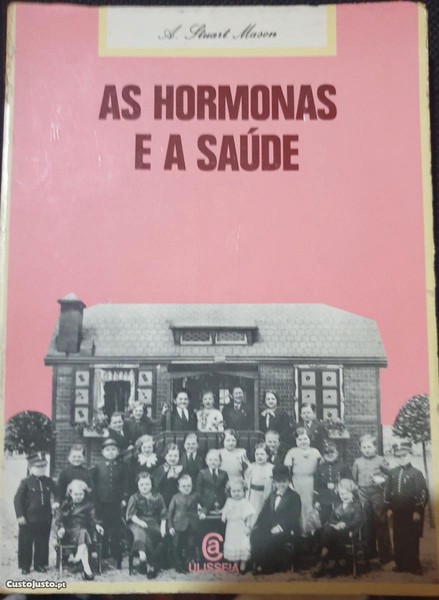 A. Stuart Mason
AS HORMONAS
E A SAÚDE
ULISSEIA
Custojusto.pt